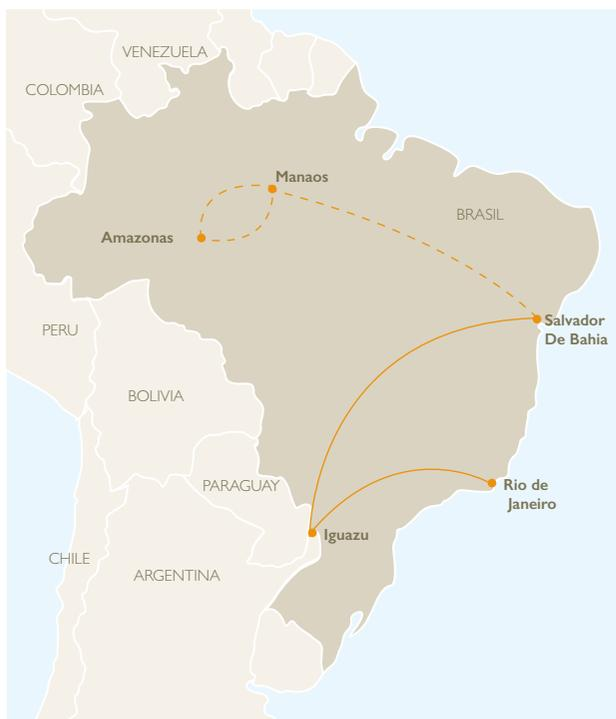 VENEZUELA
COLOMBIA
Manaos
BRASIL
Amazonas
Salvador
De Bahia
PERU
BOLIVIA
PARAGUAY
Rio de
Janeiro
Iguazu
CHILE
ARGENTINA